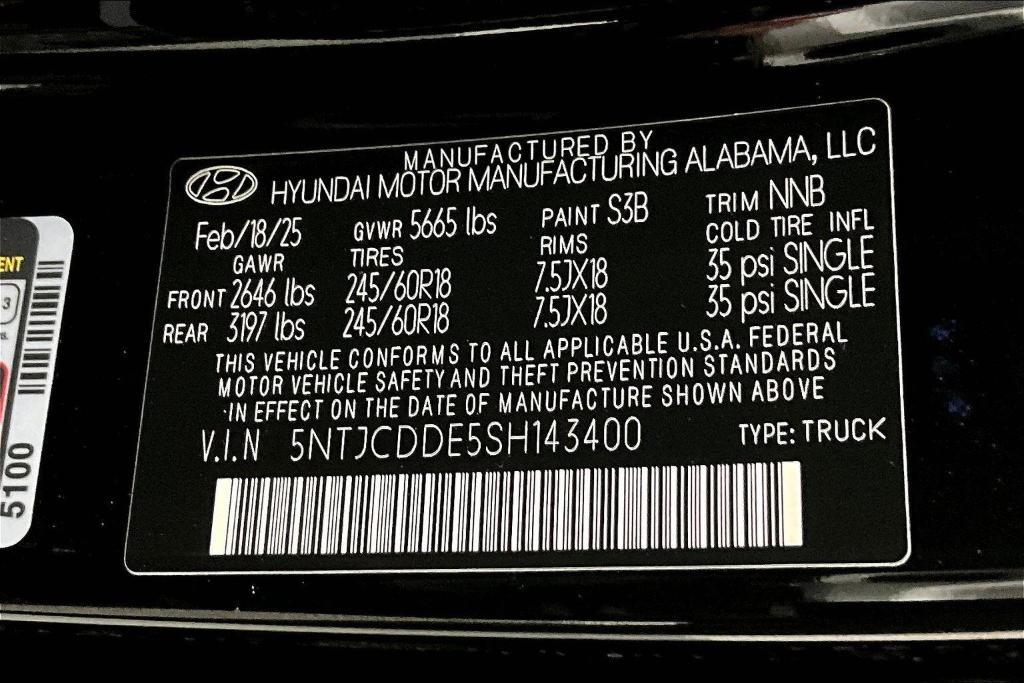 MANUFACTURED BY
HYUNDAI MOTOR MANUFACTURING ALABAMA, LLC
Feb/18/25 GVWR 5665 lbs PAINT S3B TRIM NNB
GAWR TIRES RIMS COLD TIRE INFL
FRONT 2646 lbs 245/60R18 7.5JX18 35 psi SINGLE
REAR 3197 lbs 245/60R18 7.5JX18 35 psi SINGLE
THIS VEHICLE CONFORMS TO ALL APPLICABLE U.S.A. FEDERAL
MOTOR VEHICLE SAFETY AND THEFT PREVENTION STANDARDS
IN EFFECT ON THE DATE OF MANUFACTURE SHOWN ABOVE
V.I.N 5NTJCDDE5SH143400 TYPE: TRUCK
3
5100